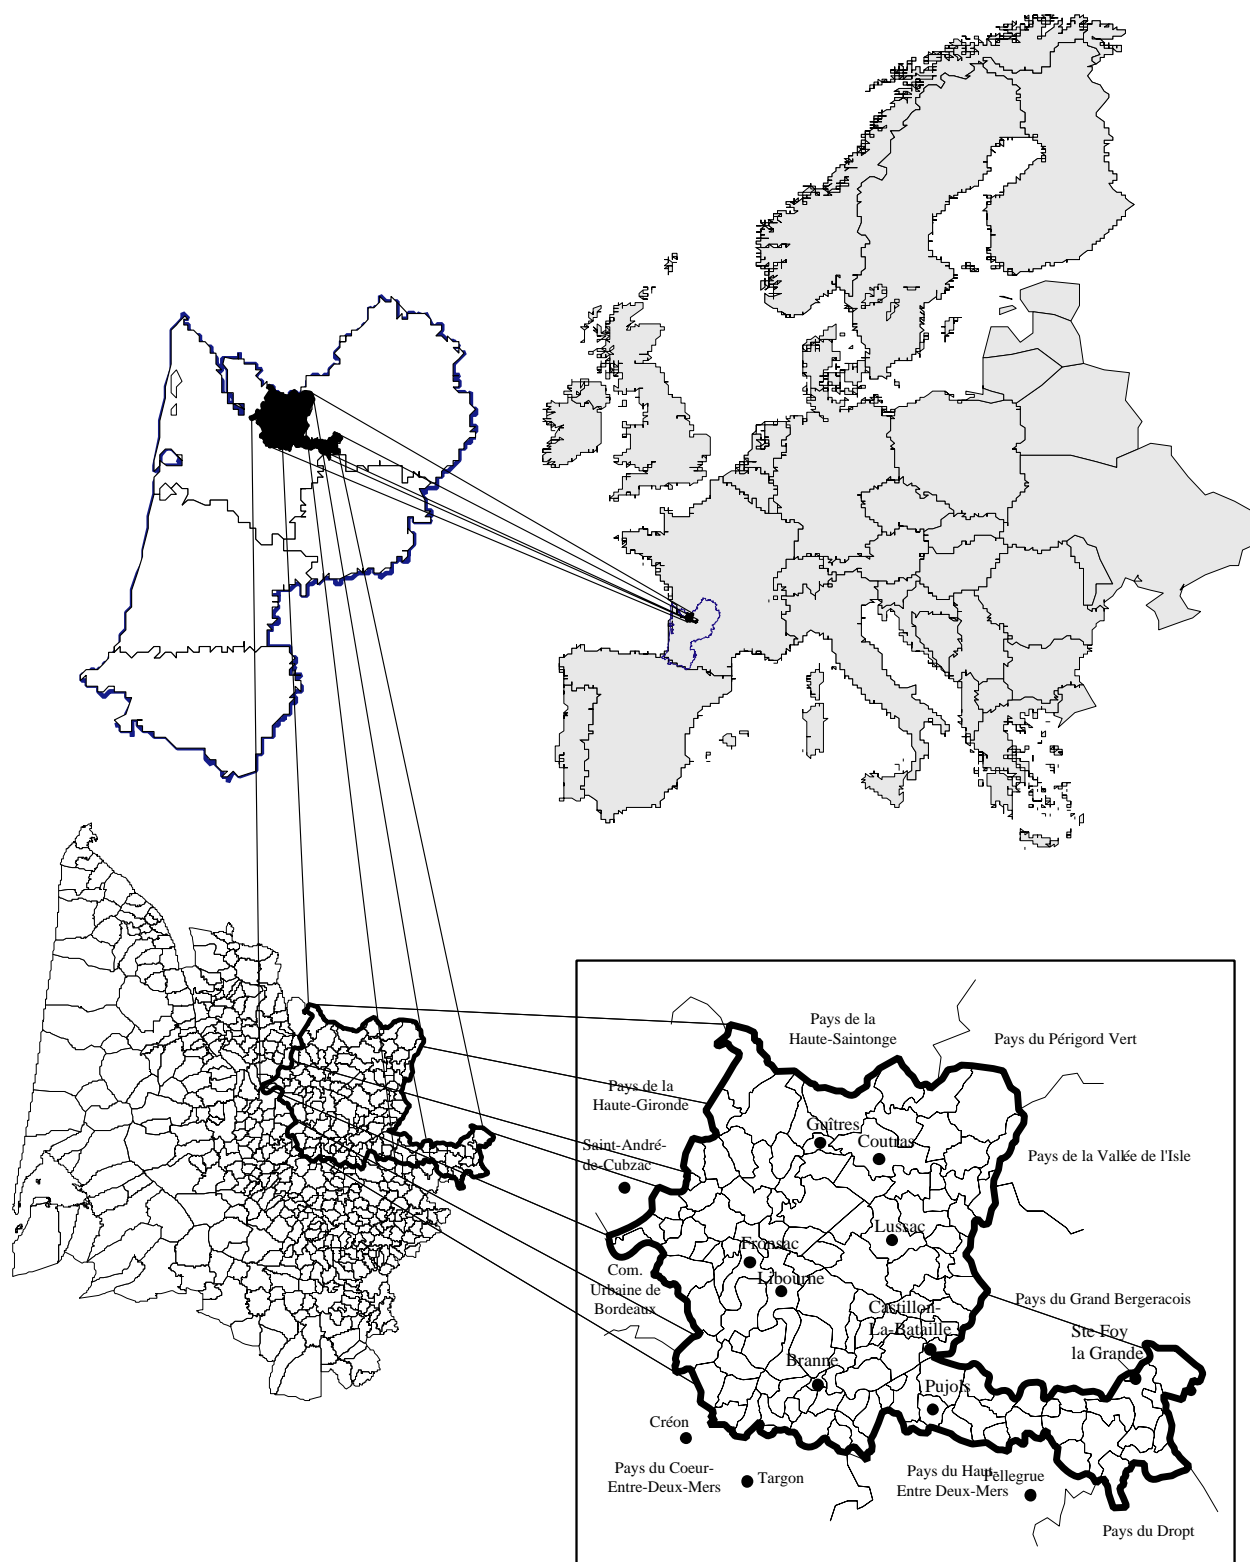 Pays de la
Haute-Saintonge
Pays du Périgord Vert
Pays de la
Haute-Gironde
Guîtres
Coutras
Saint-André-
de-Cubzac
Pays de la Vallée de l'Isle
Lussac
Fronsac
Libourne
Com.
Urbaine de
Bordeaux
Pays du Grand Bergeracois
Castillon-
La-Bataille
Ste Foy
la Grande
Branne
Pujols
Créon
Pays du Coeur-
Entre-Deux-Mers
Targon
Pays du Haut-
Entre Deux-Mers
Pellegrue
Pays du Dropt